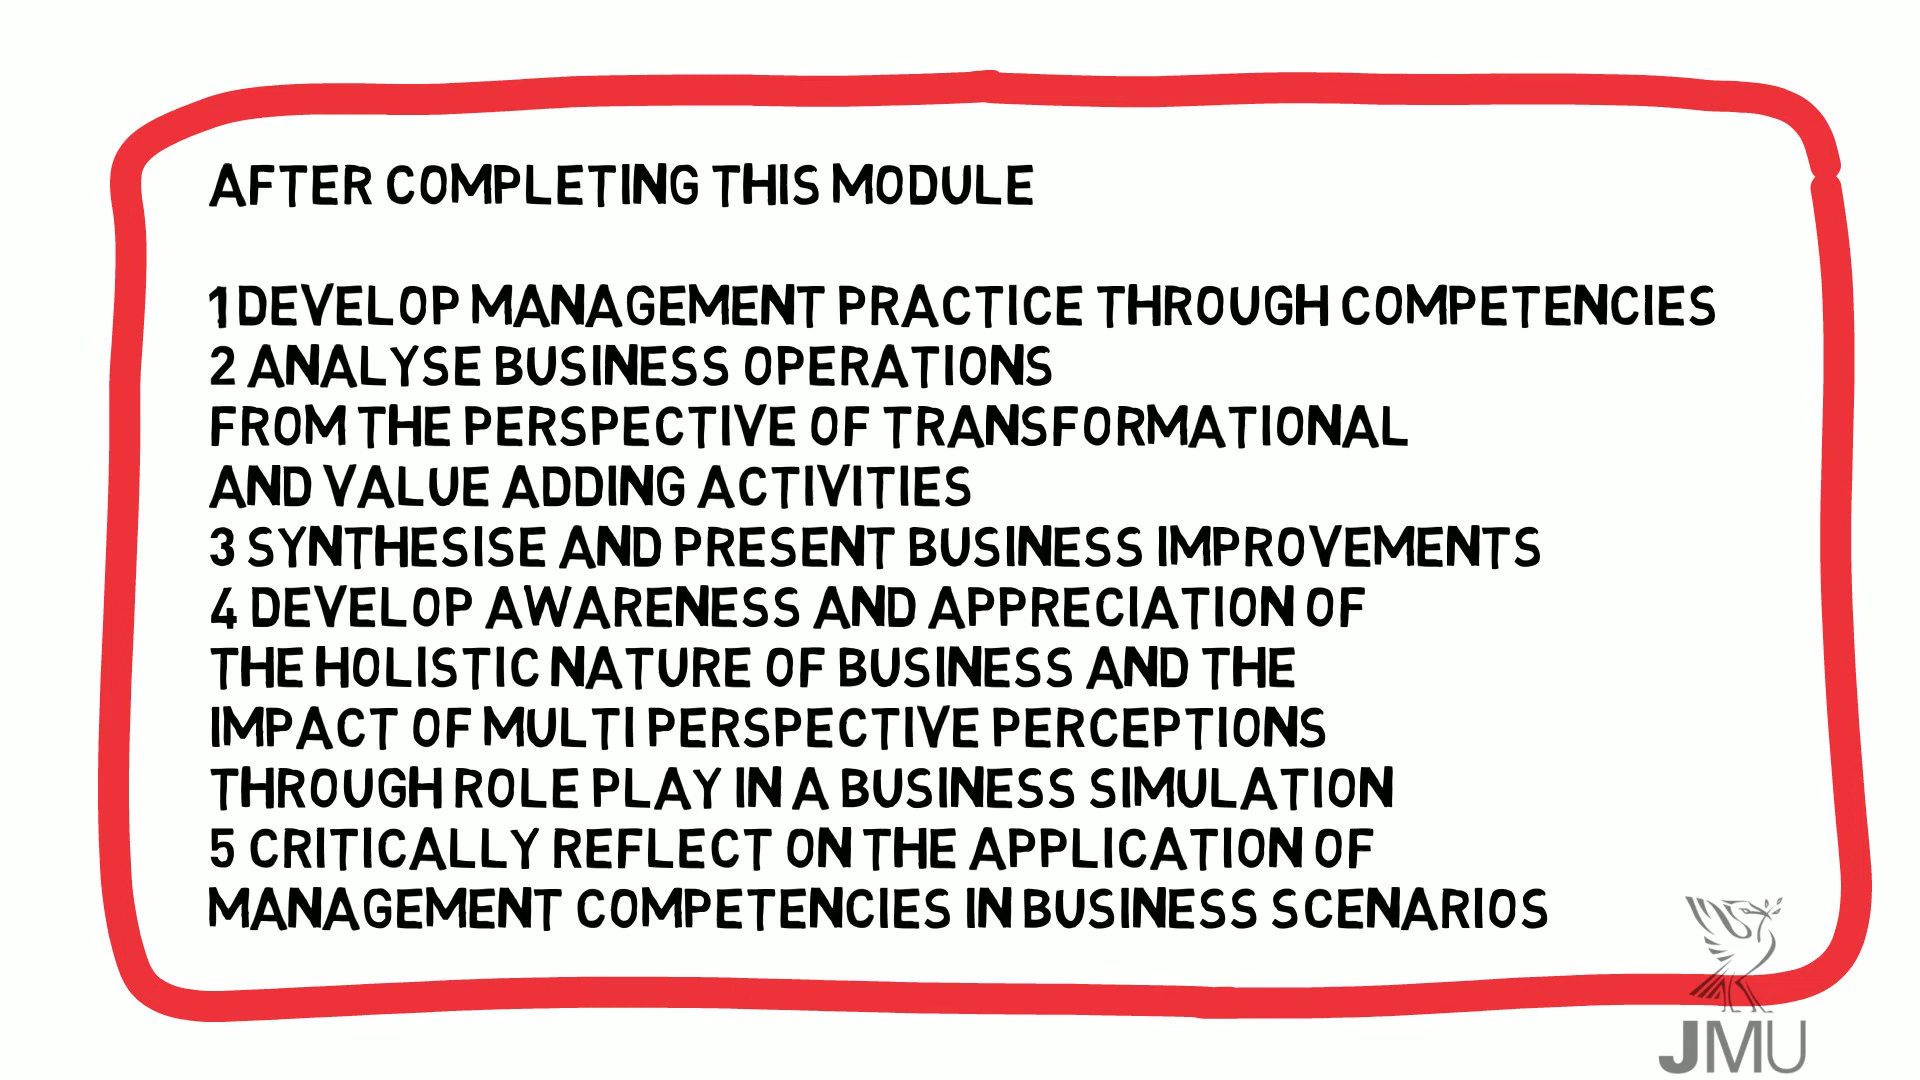 AFTER COMPLETING THIS MODULE
1 DEVELOP MANAGEMENT PRACTICE THROUGH COMPETENCIES
2 ANALYSE BUSINESS OPERATIONS
FROM THE PERSPECTIVE OF TRANSFORMATIONAL
AND VALUE ADDING ACTIVITIES
3 SYNTHESISE AND PRESENT BUSINESS IMPROVEMENTS
4 DEVELOP AWARENESS AND APPRECIATION OF
THE HOLISTIC NATURE OF BUSINESS AND THE
IMPACT OF MULTI PERSPECTIVE PERCEPTIONS
THROUGH ROLE PLAY IN A BUSINESS SIMULATION
5 CRITICALLY REFLECT ON THE APPLICATION OF
MANAGEMENT COMPETENCIES IN BUSINESS SCENARIOS
JMU